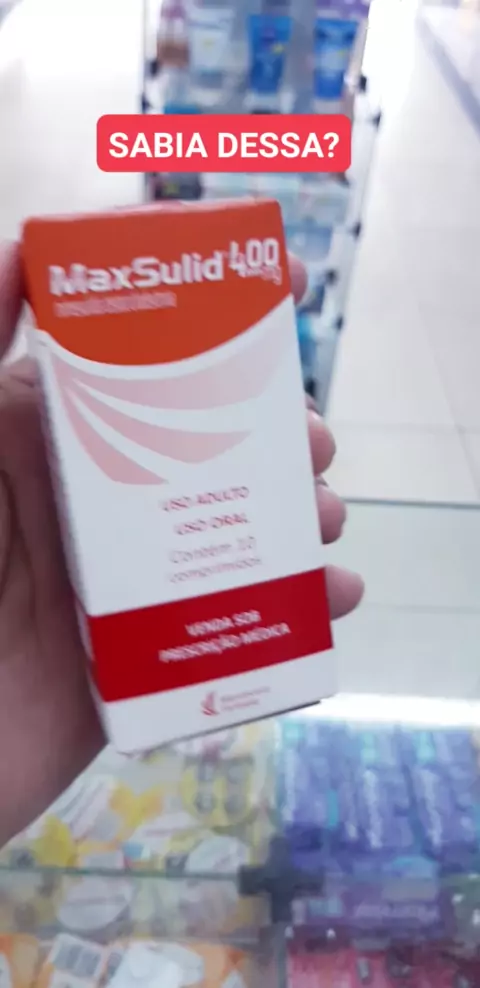 SABIA DESSA?
MaxSulid 400
mg
USO ADULTO
USO ORAL
Contém 10
comprimidos
VENDA SOB
PRESCRIÇÃO MÉDICA